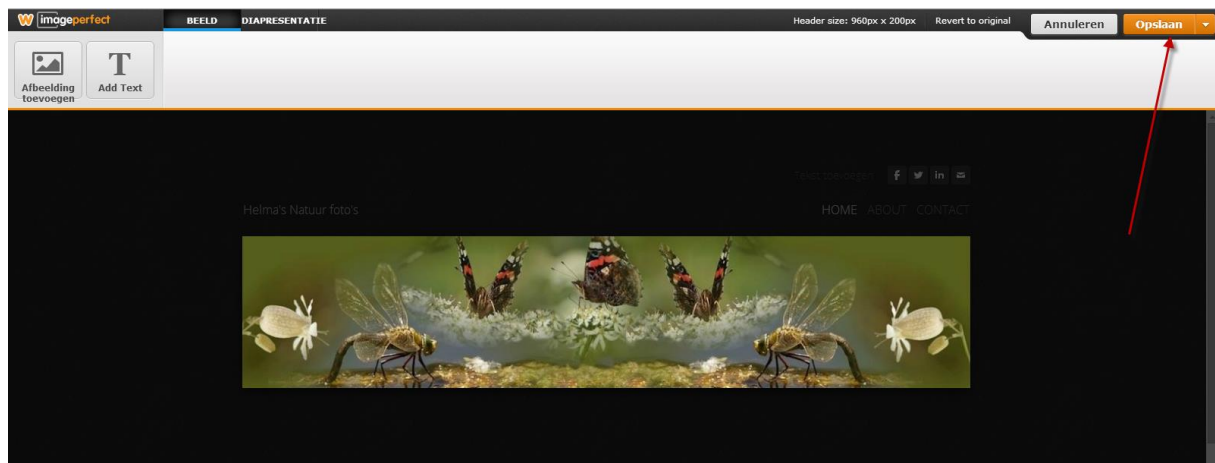 W imageperfect
BEELD DIAPRESENTATIE
Header size: 960px x 200px Revert to original
Annuleren Opslaan
Afbeelding
toevoegen
T
Add Text
f in
Helma's Natuur foto's
HOME ABOUT CONTACT